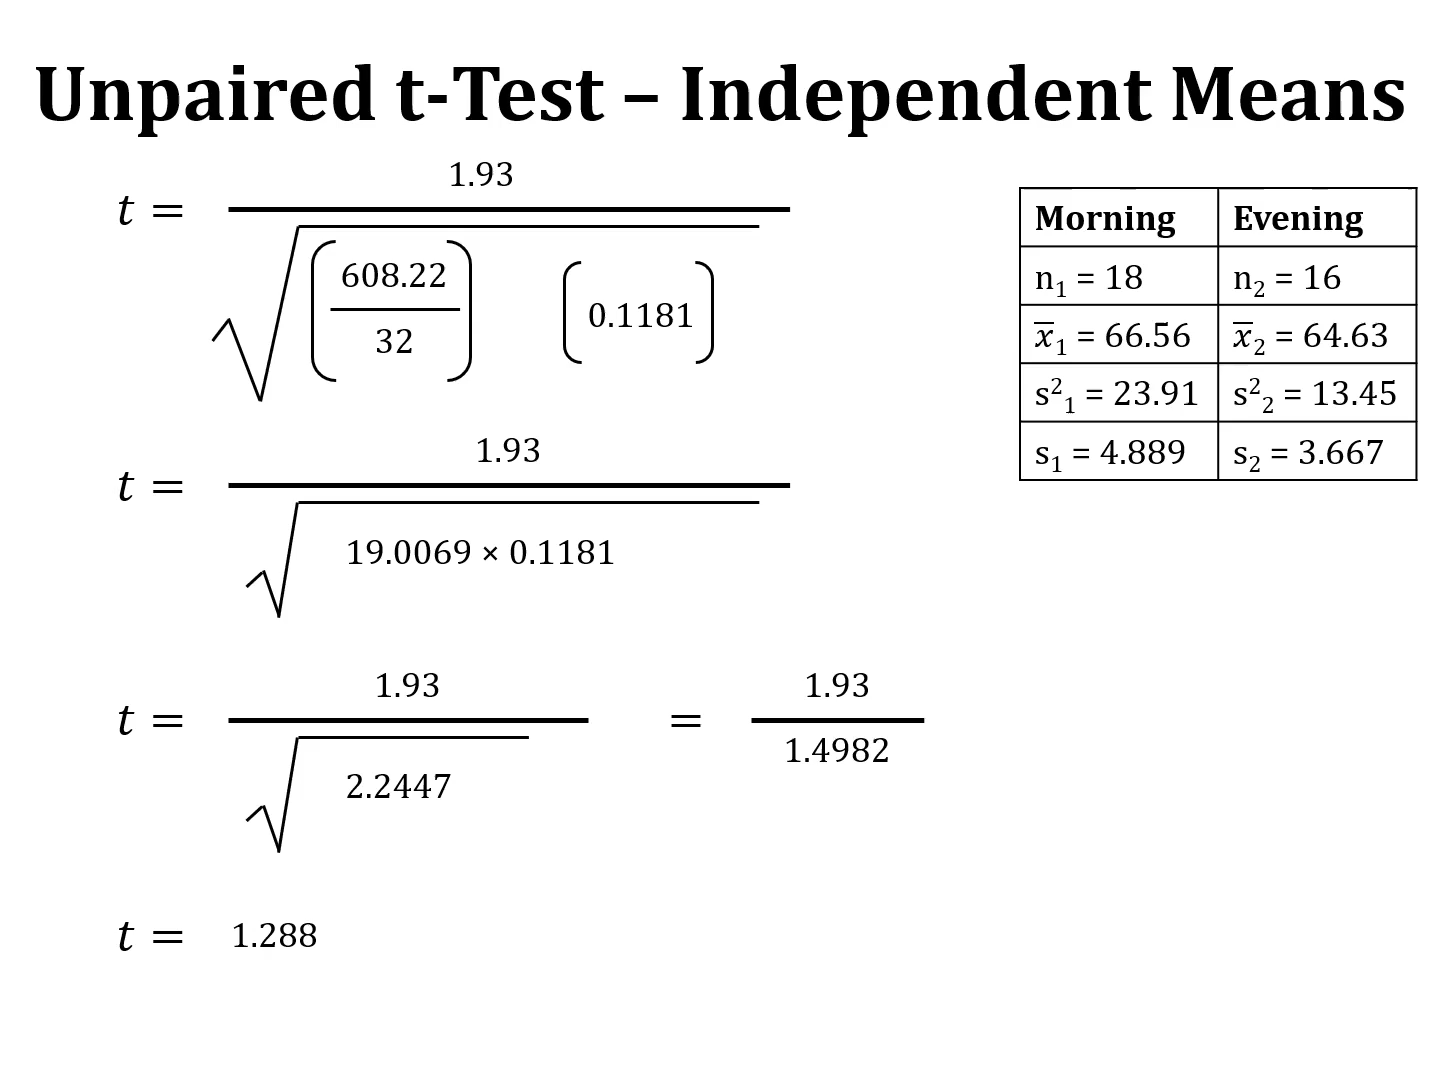 Unpaired t-Test – Independent Means
1.93
t =
608.22
32
0.1181
1.93
t =
19.0069 × 0.1181
1.93
t =
2.2447
=
1.93
1.4982
t = 1.288
Morning Evening
n₁ = 18 n₂ = 16
x̅₁ = 66.56 x̅₂ = 64.63
s²₁ = 23.91 s²₂ = 13.45
s₁ = 4.889 s₂ = 3.667